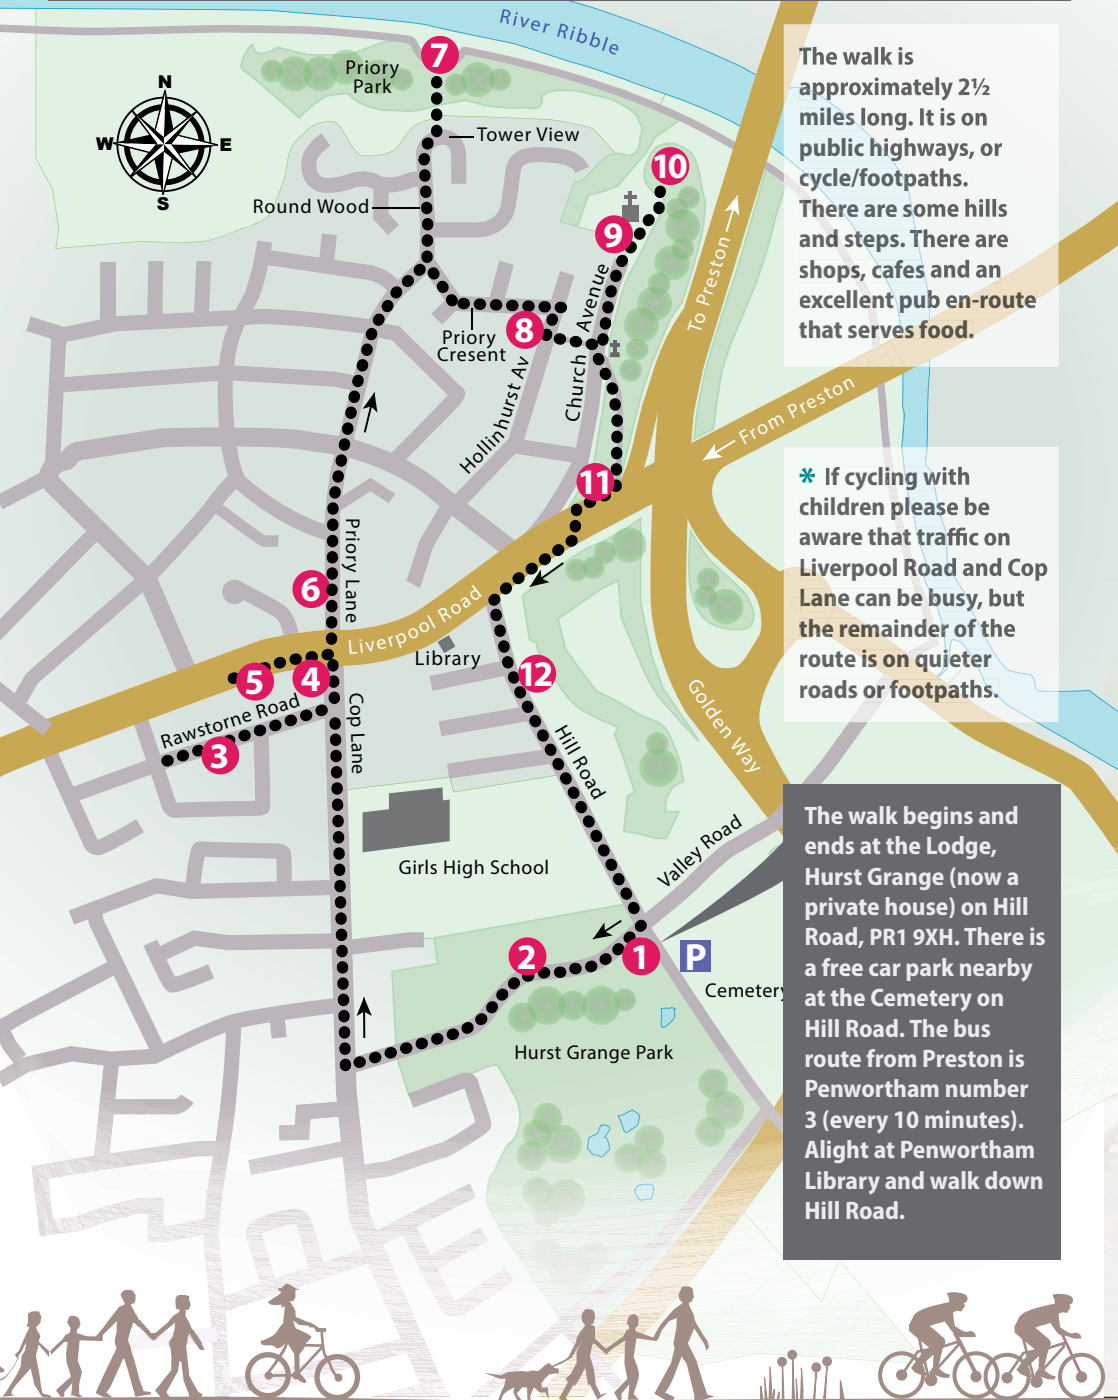 River Ribble
7
Priory
Park
N
W
E
S
Tower View
10
Round Wood
9
To Preston
Church Avenue
8
Priory
Cresent
Hollinhurst Av
From Preston
11
Priory Lane
6
Liverpool Road
Library
12
5
4
Rawstorne Road
3
Cop Lane
Hill Road
Golden Way
Valley Road
Girls High School
2
1
P
Cemetery
Hurst Grange Park
The walk is
approximately 2½
miles long. It is on
public highways, or
cycle/footpaths.
There are some hills
and steps. There are
shops, cafes and an
excellent pub en-route
that serves food.
* If cycling with
children please be
aware that traffic on
Liverpool Road and Cop
Lane can be busy, but
the remainder of the
route is on quieter
roads or footpaths.
The walk begins and
ends at the Lodge,
Hurst Grange (now a
private house) on Hill
Road, PR1 9XH. There is
a free car park nearby
at the Cemetery on
Hill Road. The bus
route from Preston is
Penwortham number
3 (every 10 minutes).
Alight at Penwortham
Library and walk down
Hill Road.